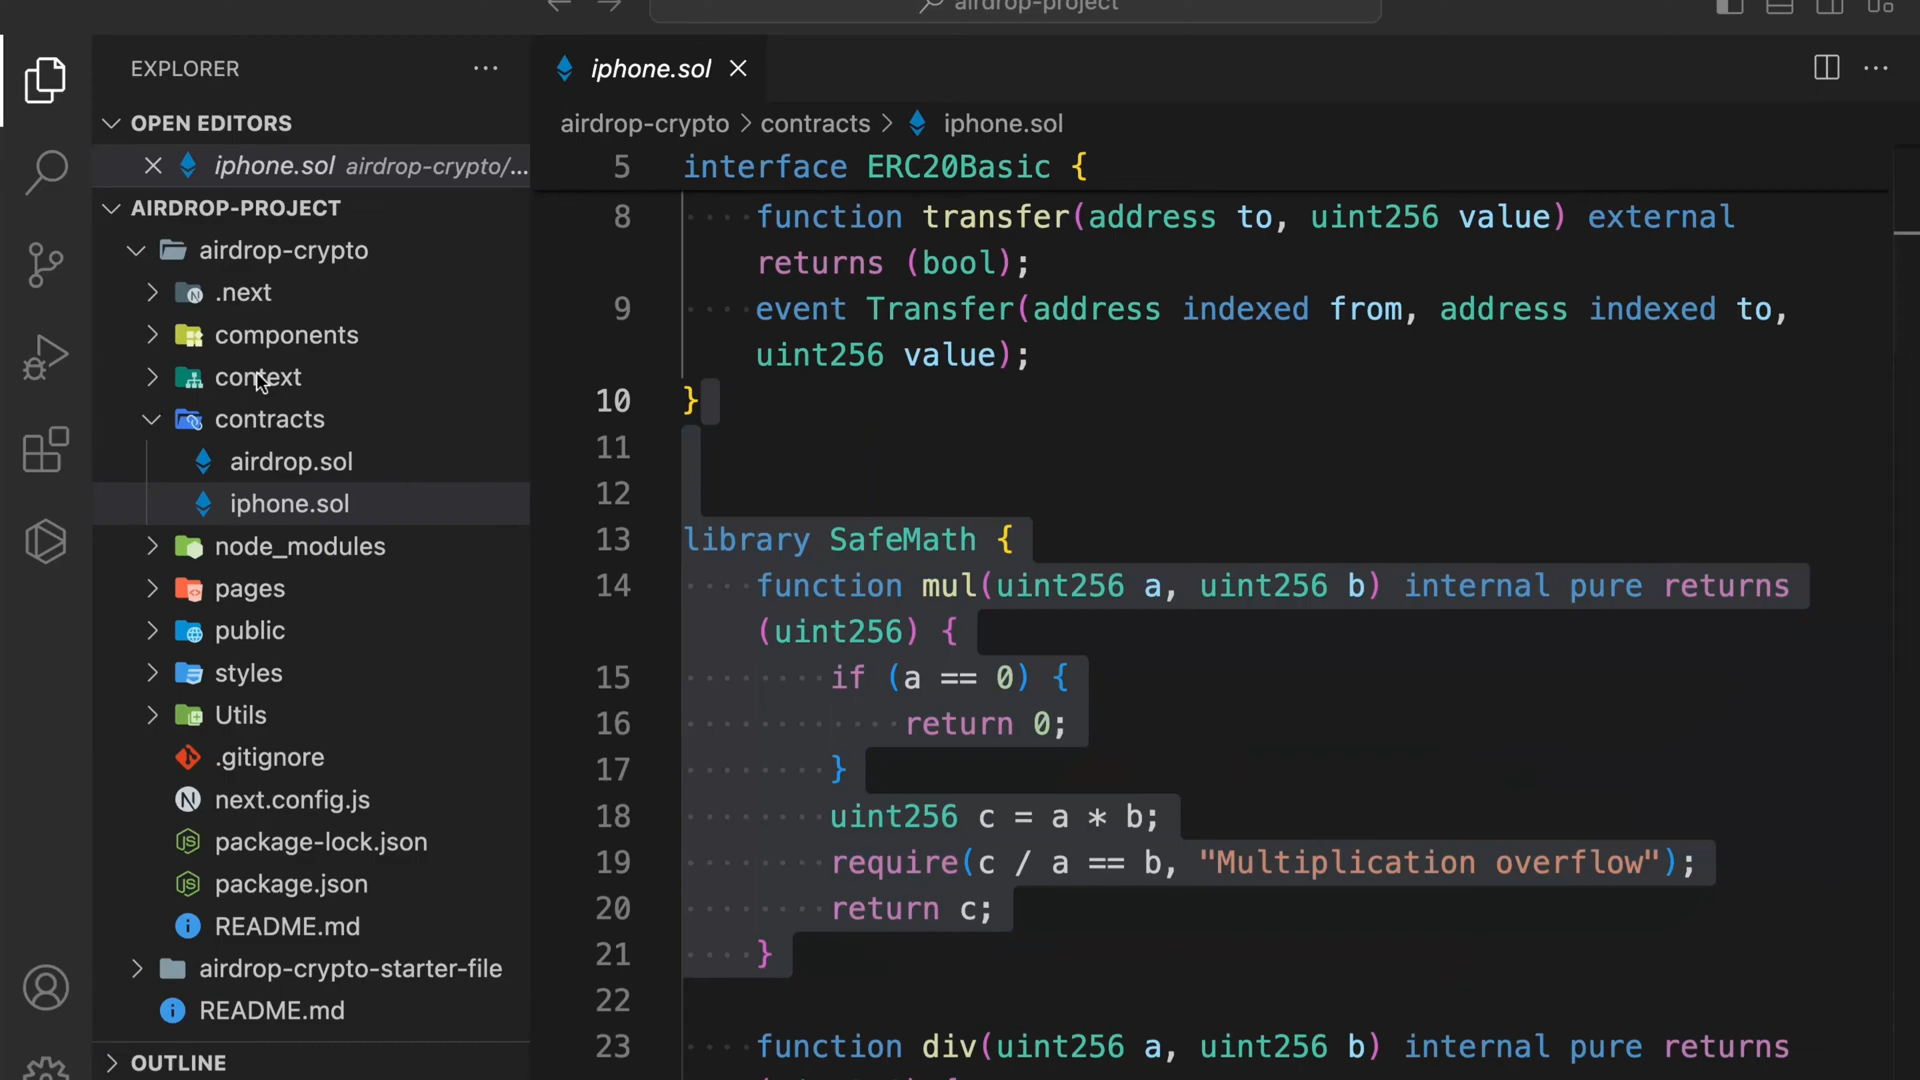 airdrop-project
EXPLORER
OPEN EDITORS
iphone.sol airdrop-crypto/...
AIRDROP-PROJECT
airdrop-crypto
.next
components
context
contracts
airdrop.sol
iphone.sol
node_modules
pages
public
styles
Utils
.gitignore
next.config.js
package-lock.json
package.json
README.md
airdrop-crypto-starter-file
README.md
OUTLINE
iphone.sol
airdrop-crypto > contracts > iphone.sol
5 interface ERC20Basic {
8 function transfer(address to, uint256 value) external
returns (bool);
9 event Transfer(address indexed from, address indexed to,
uint256 value);
10 }
11
12
13 library SafeMath {
14 function mul(uint256 a, uint256 b) internal pure returns
(uint256) {
15 if (a == 0) {
16 return 0;
17 }
18 uint256 c = a * b;
19 require(c / a == b, "Multiplication overflow");
20 return c;
21 }
22
23 function div(uint256 a, uint256 b) internal pure returns